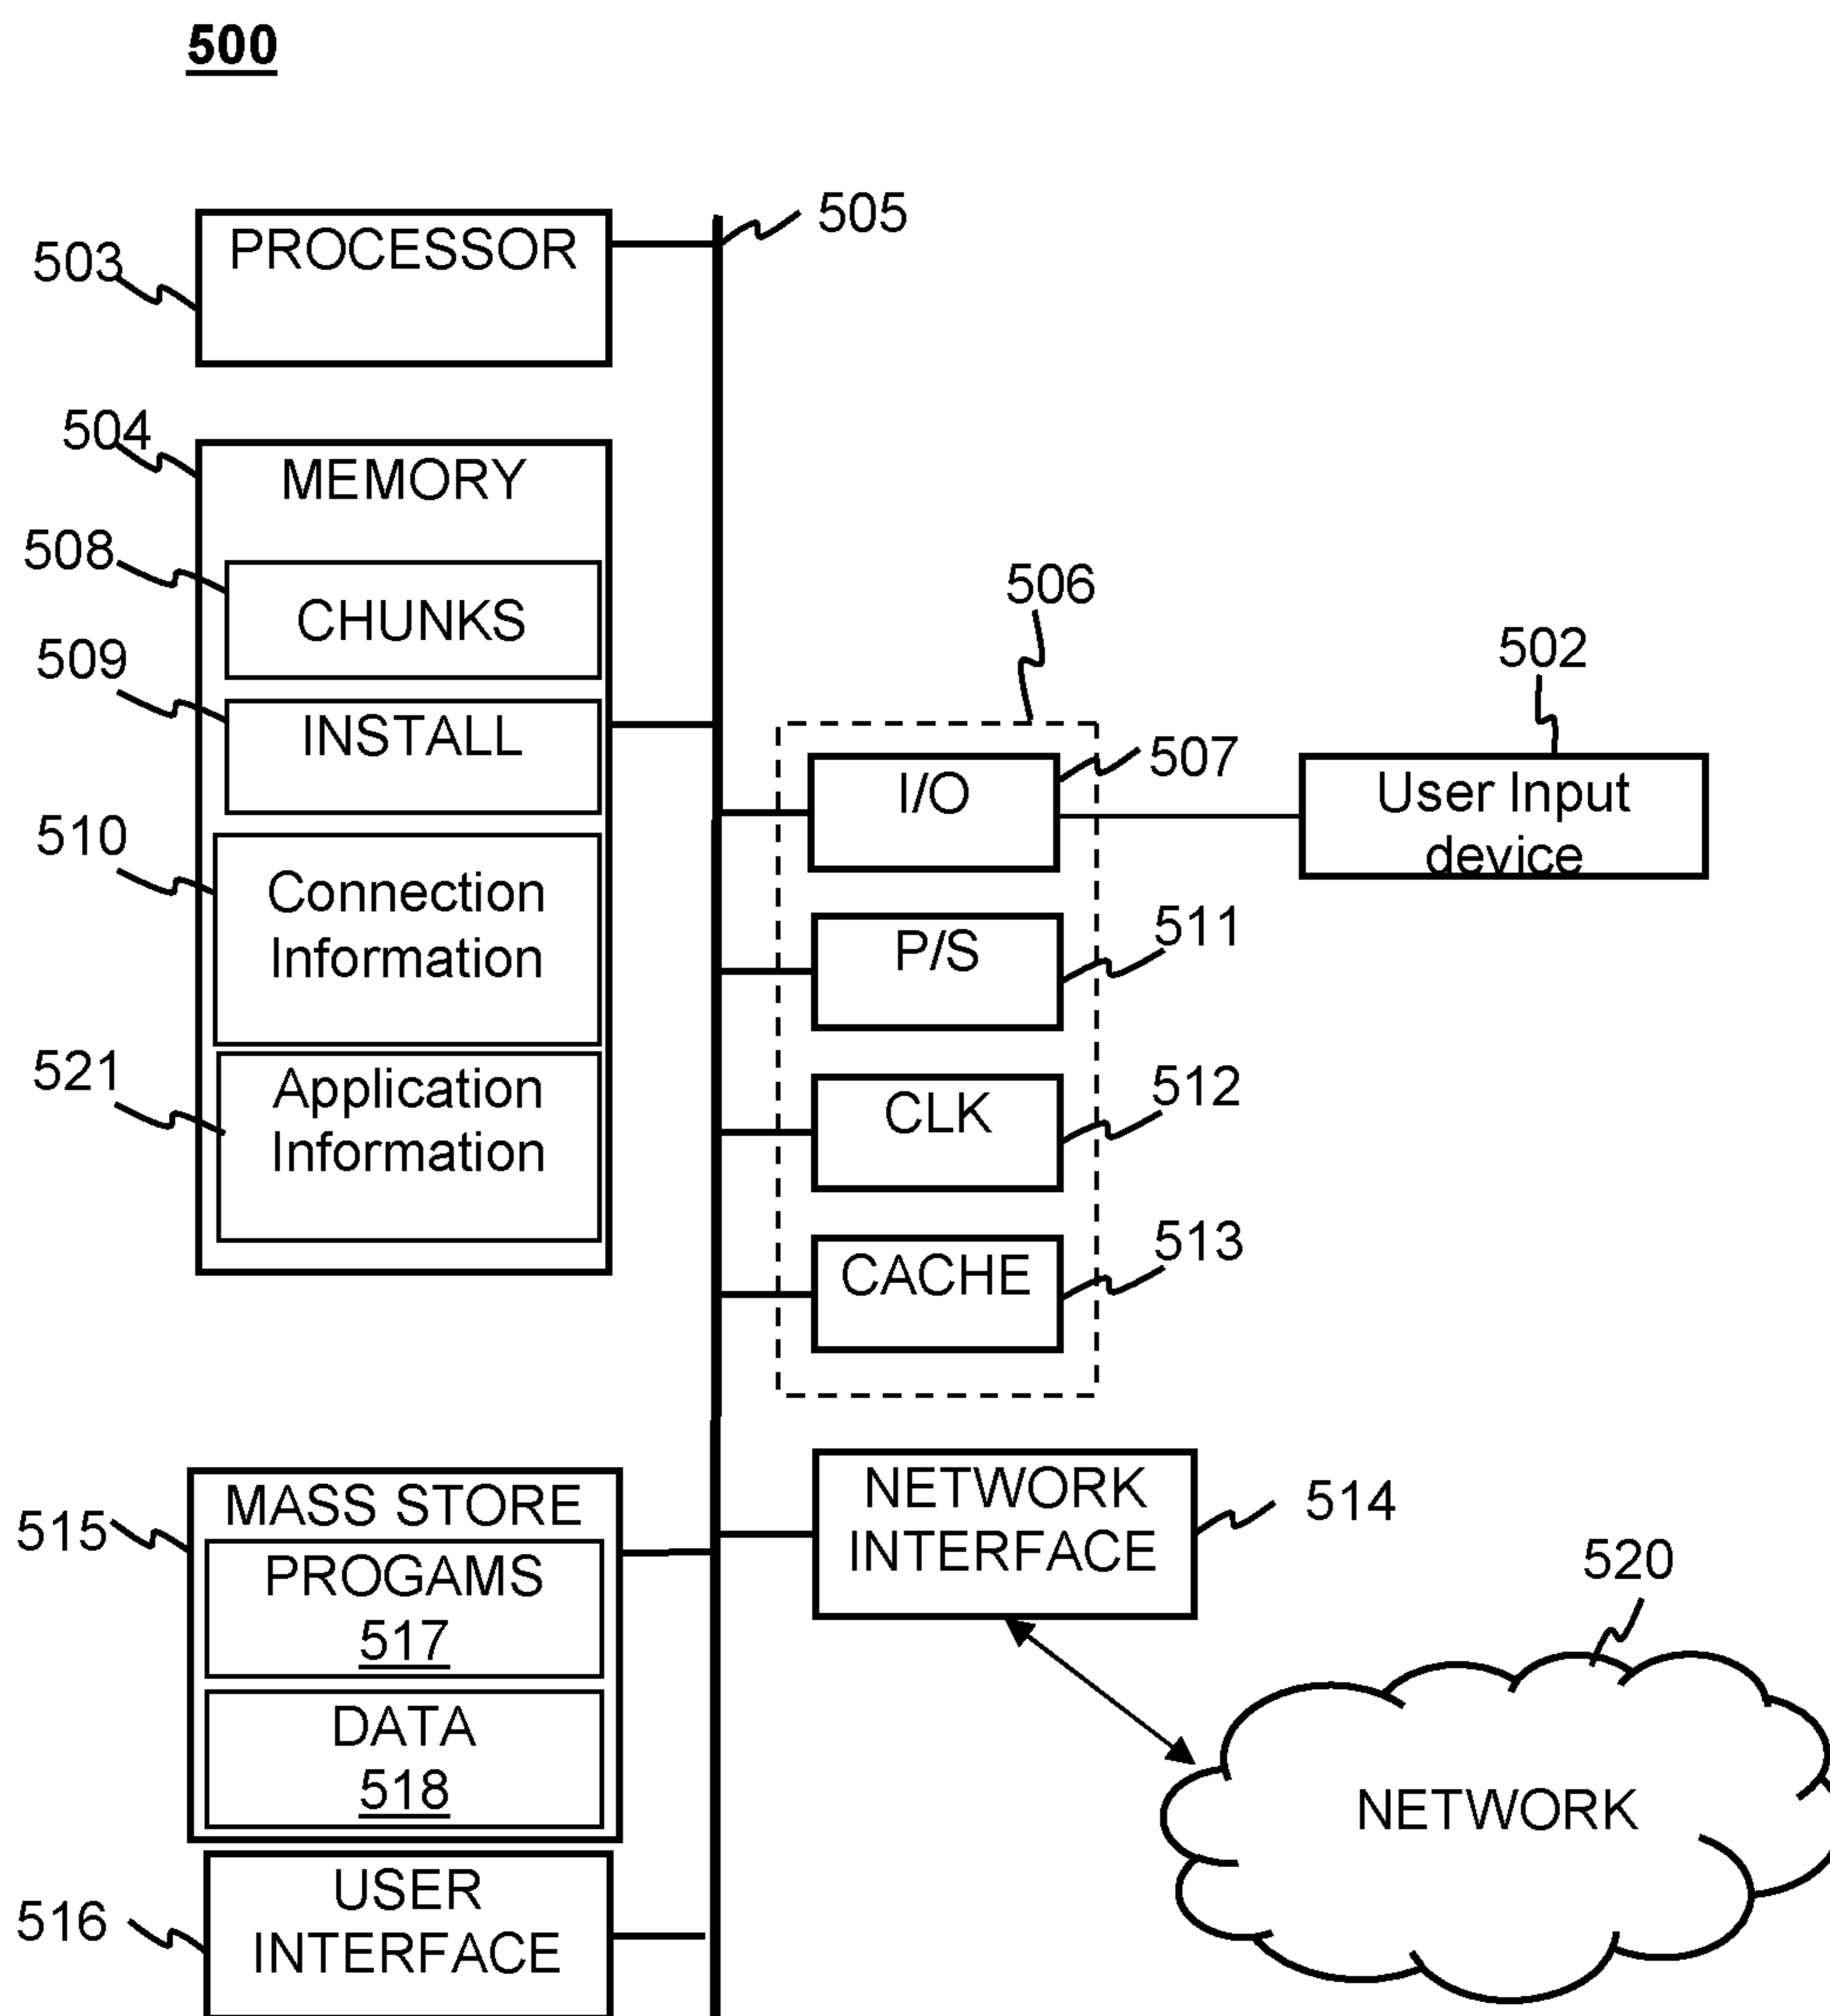 500
505
PROCESSOR
503
504
MEMORY
508
CHUNKS
509
INSTALL
510
Connection
Information
521
Application
Information
506
502
507
I/O
User Input
device
511
P/S
512
CLK
513
CACHE
515
MASS STORE
PROGAMS
517
DATA
518
NETWORK
INTERFACE
514
520
NETWORK
516
USER
INTERFACE